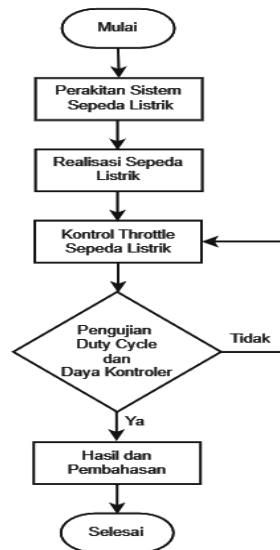 Mulai
Perakitan Sistem
Sepeda Listrik
Realisasi Sepeda
Listrik
Kontrol Throttle
Sepeda Listrik
Pengujian
Duty Cycle
dan
Daya Kontroler
Tidak
Ya
Hasil dan
Pembahasan
Selesai